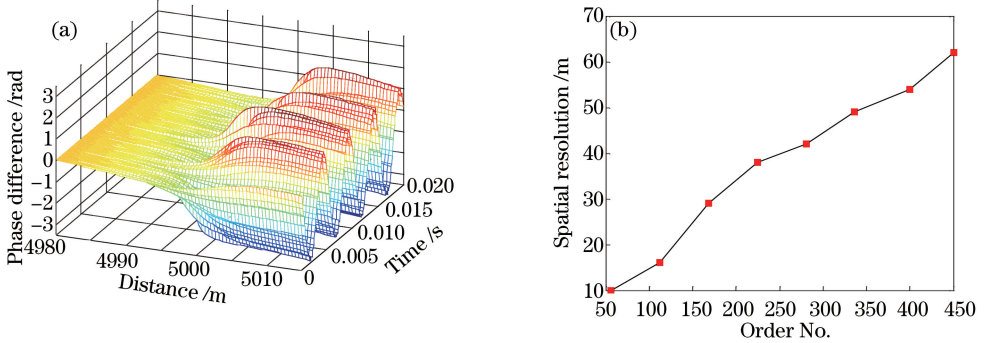 (a)
Phase difference /rad
3
2
1
0
−1
−2
−3
4980
4990
5000
5010
Distance /m
0
0.005
0.010
0.015
0.020
Time /s
(b)
Spatial resolution /m
70
60
50
40
30
20
10
50 100 150 200 250 300 350 400 450
Order No.